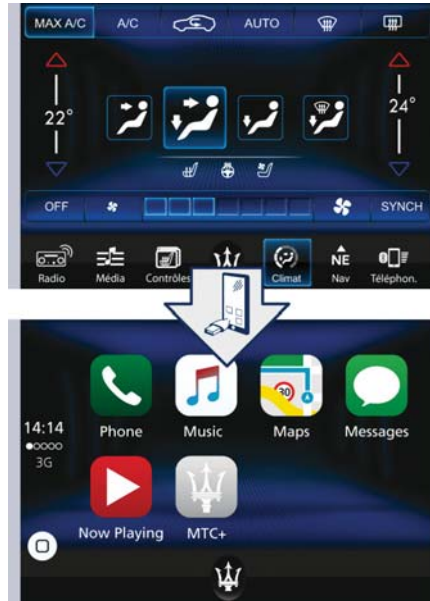 MAX A/C A/C AUTO
22° 24°
OFF SYNCH
NE
Radio Média Contrôles Climat Nav Téléphon.
30
14:14
3G
Phone Music Maps Messages
Now Playing MTC+